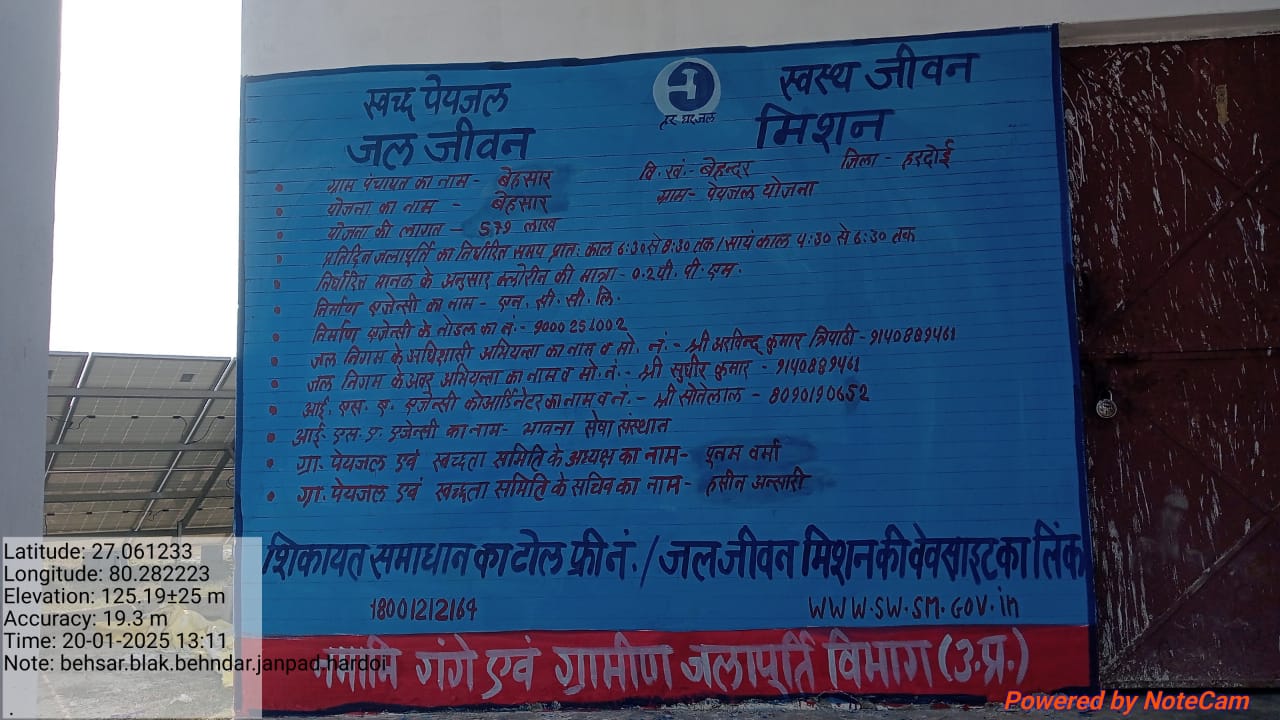 स्वच्छ पेयजल
स्वस्थ जीवन
हर घर जल
जल जीवन मिशन
ग्राम पंचायत का नाम - बेहसार वि. खं.- बेहन्दर जिला - हरदोई
योजना का नाम - बेहसार ग्राम- पेयजल योजना
योजना की लागत - 579 लाख
प्रतिदिन जलापूर्ति का निर्धारित समय प्रातः काल 6:30 से 8:30 तक / सायं काल 4:30 से 6:30 तक
निर्धारित मानक के अनुसार क्लोरीन की मात्रा - 0.2 पी. पी. एम.
निर्माण एजेन्सी का नाम - एन. सी. सी. लि.
निर्माण एजेन्सी के नोडल का नं.- 9000251002
जल निगम के अधिशासी अभियन्ता का नाम व मो. नं. - श्री अरविन्द कुमार त्रिपाठी - 9140889461
जल निगम के अवर अभियन्ता का नाम व मो. नं. - श्री सुधीर कुमार - 9140889461
आई. एस. ए. एजेन्सी कोआर्डिनेटर का नाम व नं. - श्री सोतेलाल - 8090190652
आई. एस. ए. एजेन्सी का नाम- भावना सेवा संस्थान
ग्रा. पेयजल एवं स्वच्छता समिति के अध्यक्ष का नाम- पूनम वर्मा
ग्रा. पेयजल एवं स्वच्छता समिति के सचिव का नाम- हसीन अन्सारी
शिकायत समाधान का टोल फ्री नं. / जल जीवन मिशन की वेवसाइट का लिंक
18001212164 WWW.SW.SM.GOV.in
नमामि गंगे एवं ग्रामीण जलापूर्ति विभाग (उ.प्र.)
Latitude: 27.061233
Longitude: 80.282223
Elevation: 125.19±25 m
Accuracy: 19.3 m
Time: 20-01-2025 13:11
Note: behsar.blak.behndar.janpad.hardoi
Powered by NoteCam